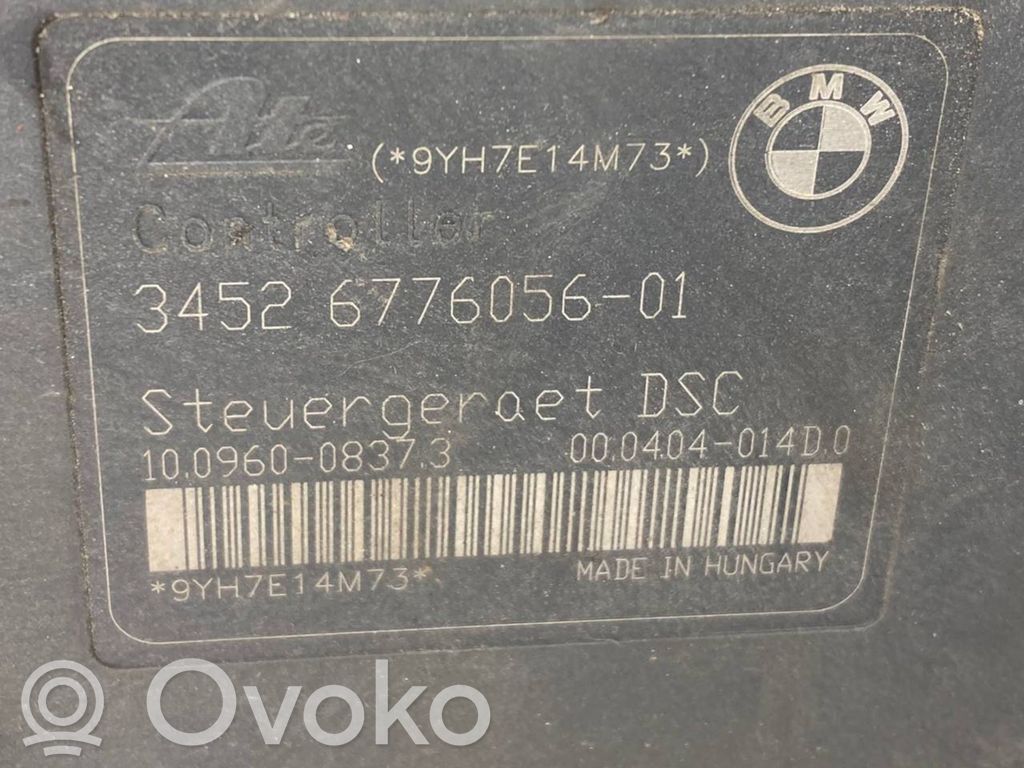 Ate
(*9YH7E14M73*)
BMW
Controller
3452 6776056-01
Steuergeraet DSC
10.0960-0837.3 00.0404-014D.0
*9YH7E14M73* MADE IN HUNGARY
Ovoko